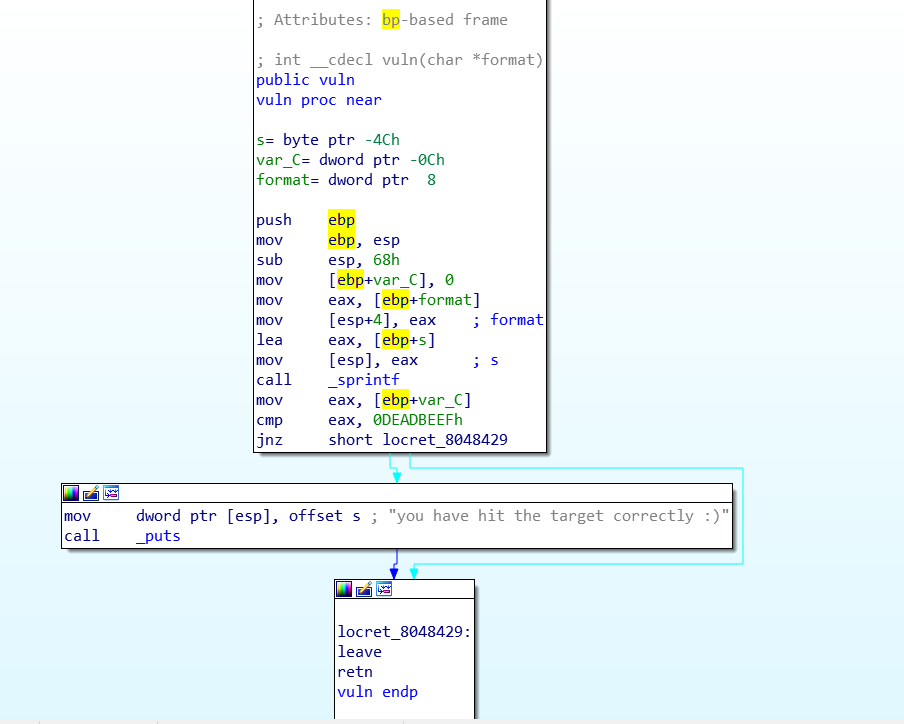 ; Attributes: bp-based frame
; int __cdecl vuln(char *format)
public vuln
vuln proc near
s= byte ptr -4Ch
var_C= dword ptr -0Ch
format= dword ptr  8
push    ebp
mov     ebp, esp
sub     esp, 68h
mov     [ebp+var_C], 0
mov     eax, [ebp+format]
mov     [esp+4], eax    ; format
lea     eax, [ebp+s]
mov     [esp], eax      ; s
call    _sprintf
mov     eax, [ebp+var_C]
cmp     eax, 0DEADBEEFh
jnz     short locret_8048429
mov     dword ptr [esp], offset s ; "you have hit the target correctly :)"
call    _puts
locret_8048429:
leave
retn
vuln endp